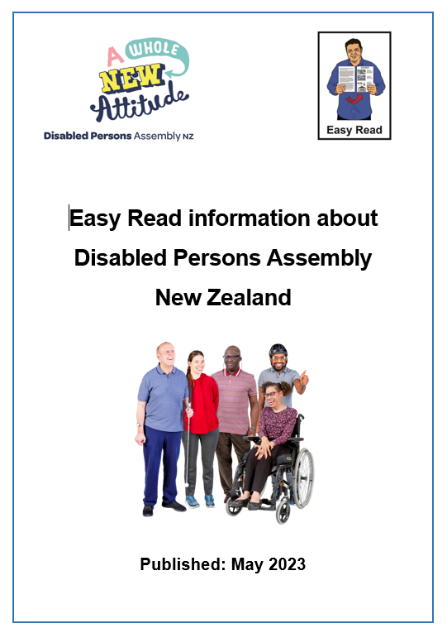 A WHOLE
NEW
Attitude
Disabled Persons Assembly NZ
Easy Read
Easy Read information about
Disabled Persons Assembly
New Zealand
Published: May 2023